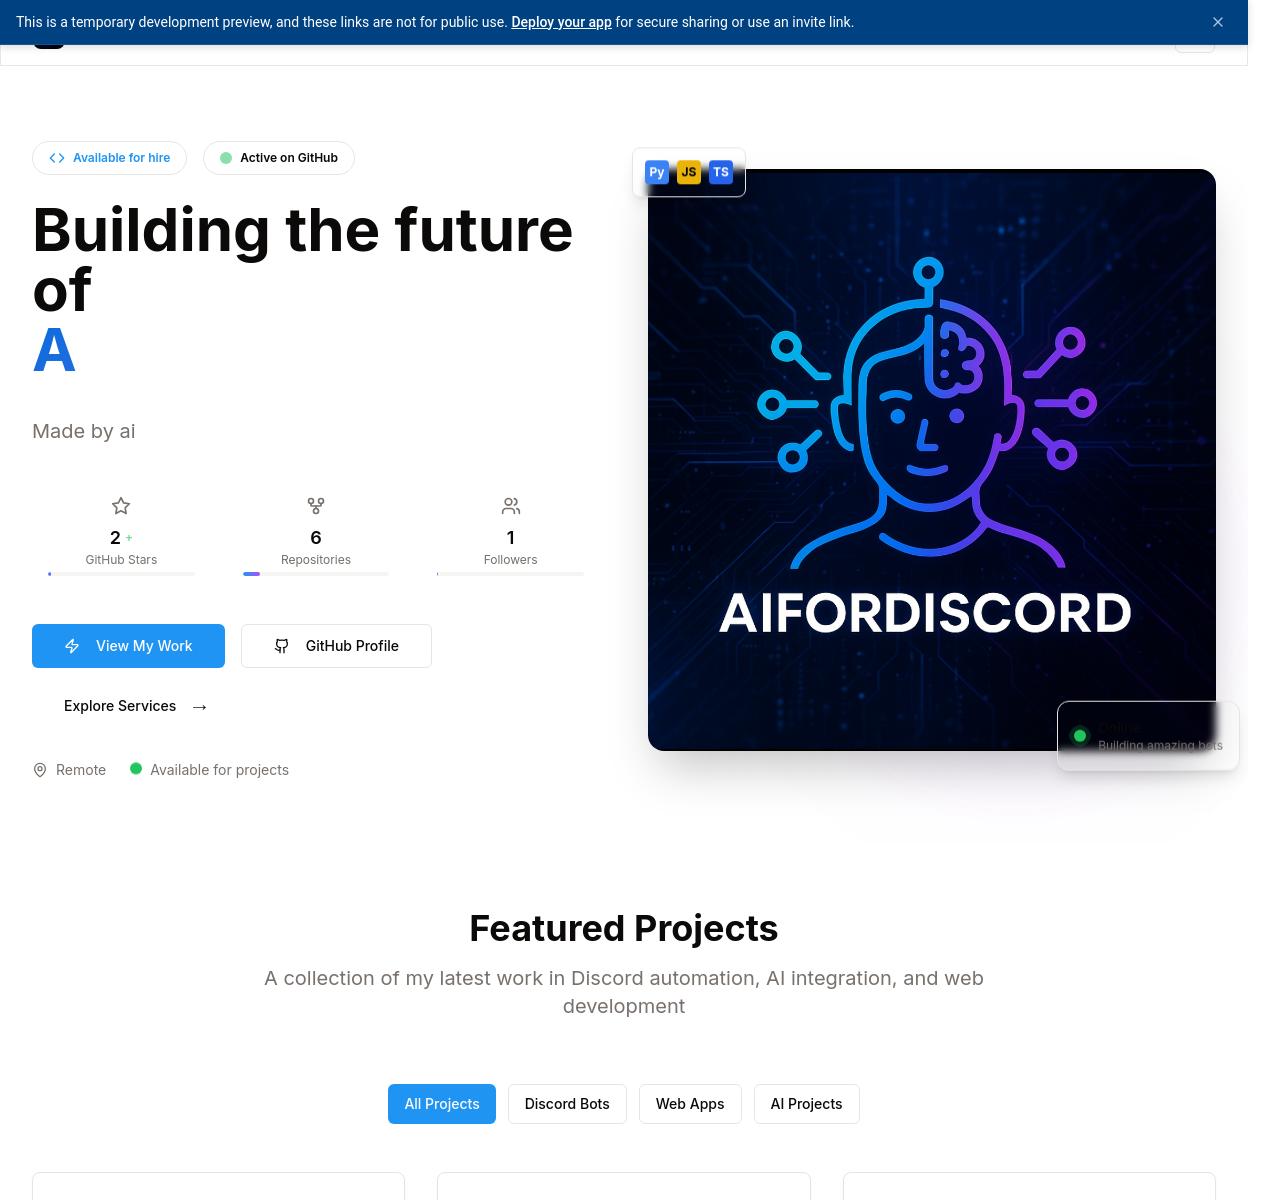 This is a temporary development preview, and these links are not for public use. Deploy your app for secure sharing or use an invite link.
Available for hire
Active on GitHub
Py JS TS
Building the future
of
A
Made by ai
2 +
GitHub Stars
6
Repositories
1
Followers
View My Work
GitHub Profile
Explore Services →
Remote
Available for projects
AIFORDISCORD
Online
Building amazing bots
Featured Projects
A collection of my latest work in Discord automation, AI integration, and web
development
All Projects
Discord Bots
Web Apps
AI Projects